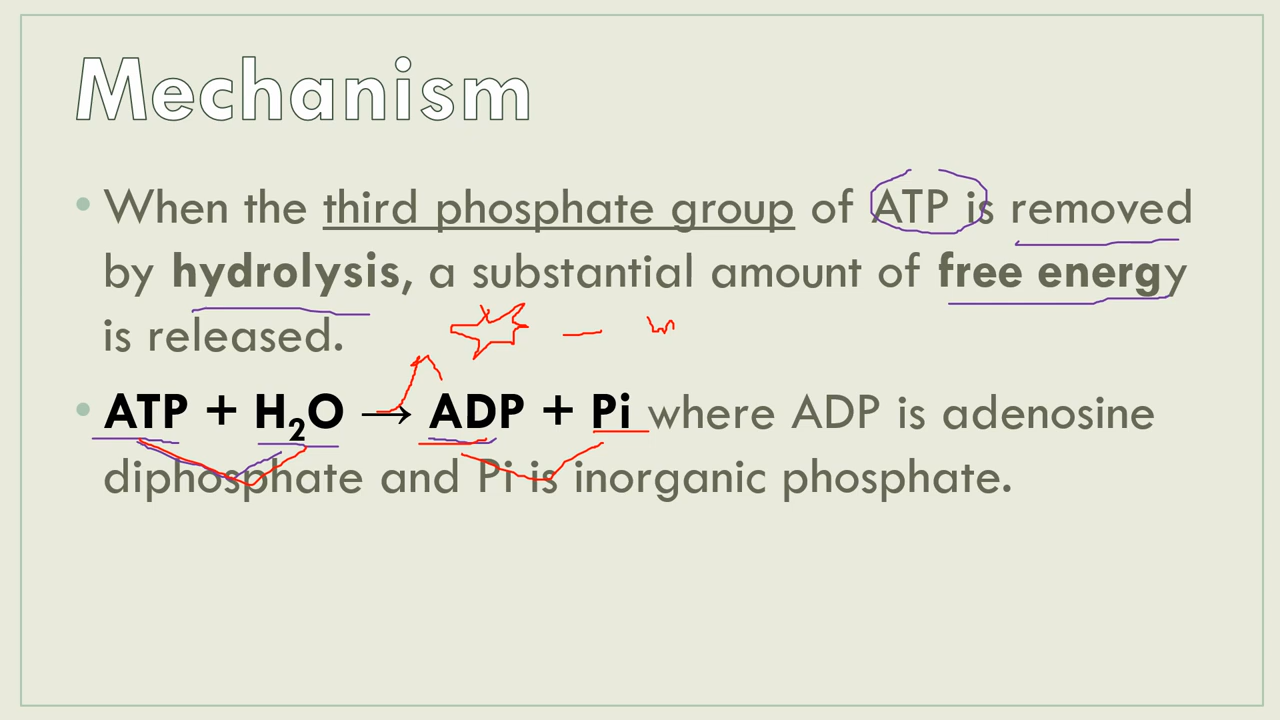 Mechanism
• When the third phosphate group of ATP is removed
by hydrolysis, a substantial amount of free energy
is released.
• ATP + H₂O → ADP + Pi where ADP is adenosine
diphosphate and Pi is inorganic phosphate.